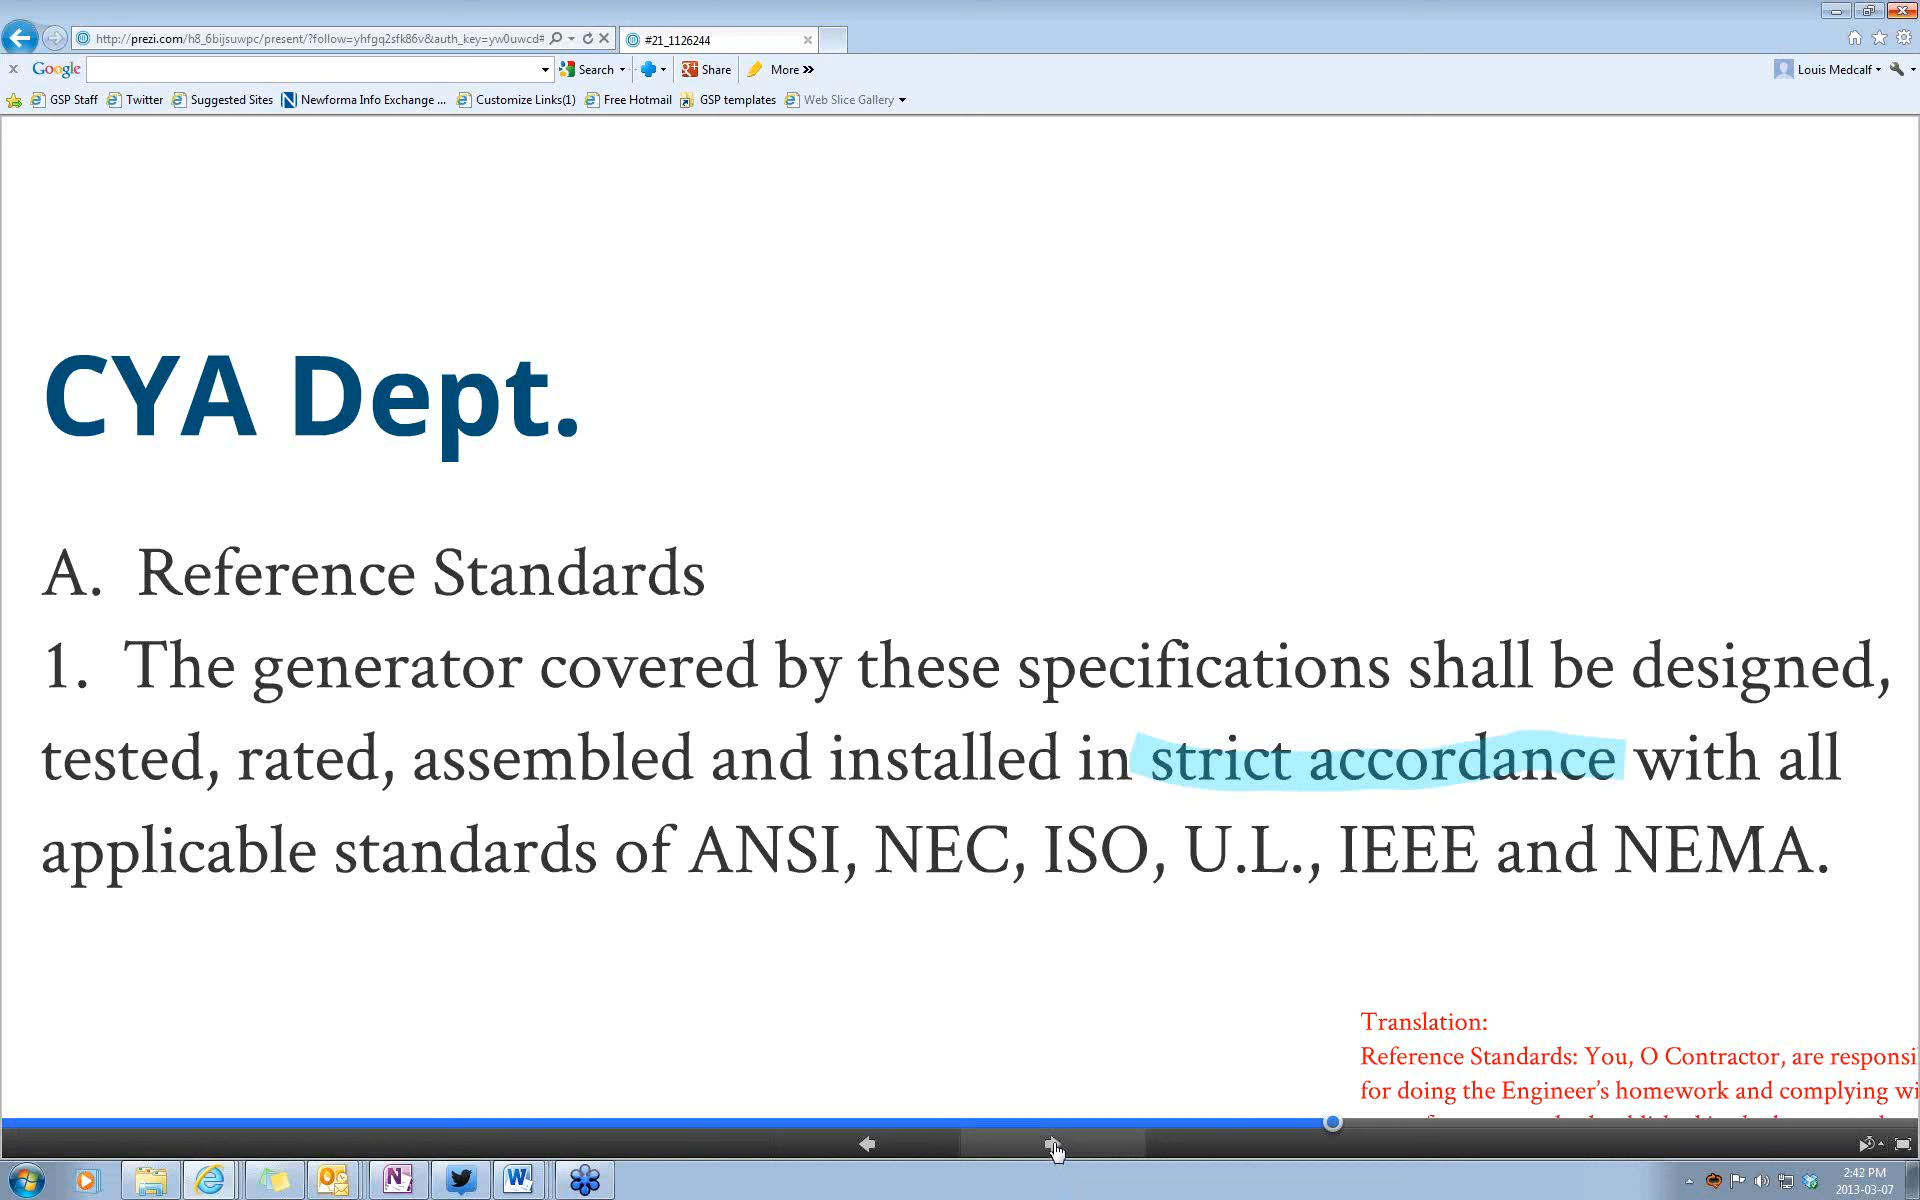 http://prezi.com/h8_6bijsuwpc/present/?follow=yhfgq2sfk86v&auth_key=yw0uwcd#
#21_1126244
Google Search Share More »
Louis Medcalf
GSP Staff Twitter Suggested Sites Newforma Info Exchange ... Customize Links(1) Free Hotmail GSP templates Web Slice Gallery
CYA Dept.
A. Reference Standards
1. The generator covered by these specifications shall be designed,
tested, rated, assembled and installed in strict accordance with all
applicable standards of ANSI, NEC, ISO, U.L., IEEE and NEMA.
Translation:
Reference Standards: You, O Contractor, are responsi
for doing the Engineer's homework and complying wi
2:42 PM
2013-03-07